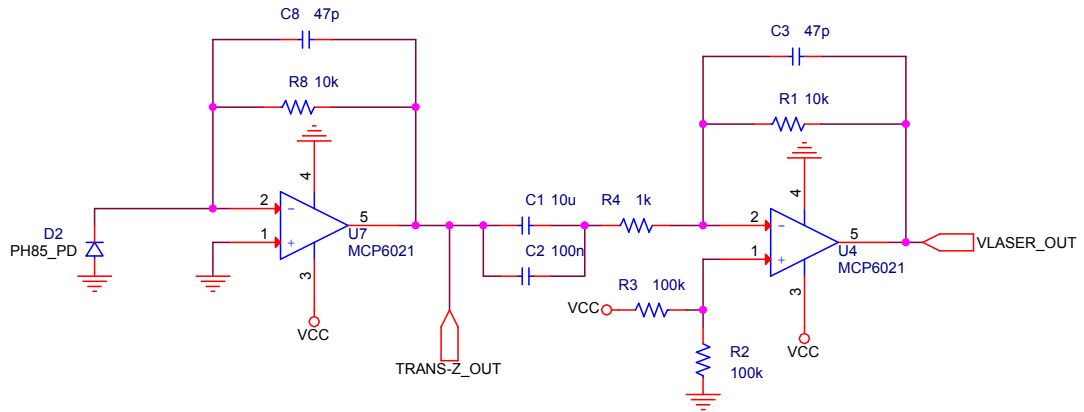 C8 47p
C3 47p
R8 10k
R1 10k
4
4
2
−
5
1
+
U7
MCP6021
3
VCC
D2
PH85_PD
C1 10u
R4 1k
C2 100n
2
−
5
1
+
U4
MCP6021
3
VCC
VLASER_OUT
R3 100k
VCC
R2
100k
TRANS-Z_OUT